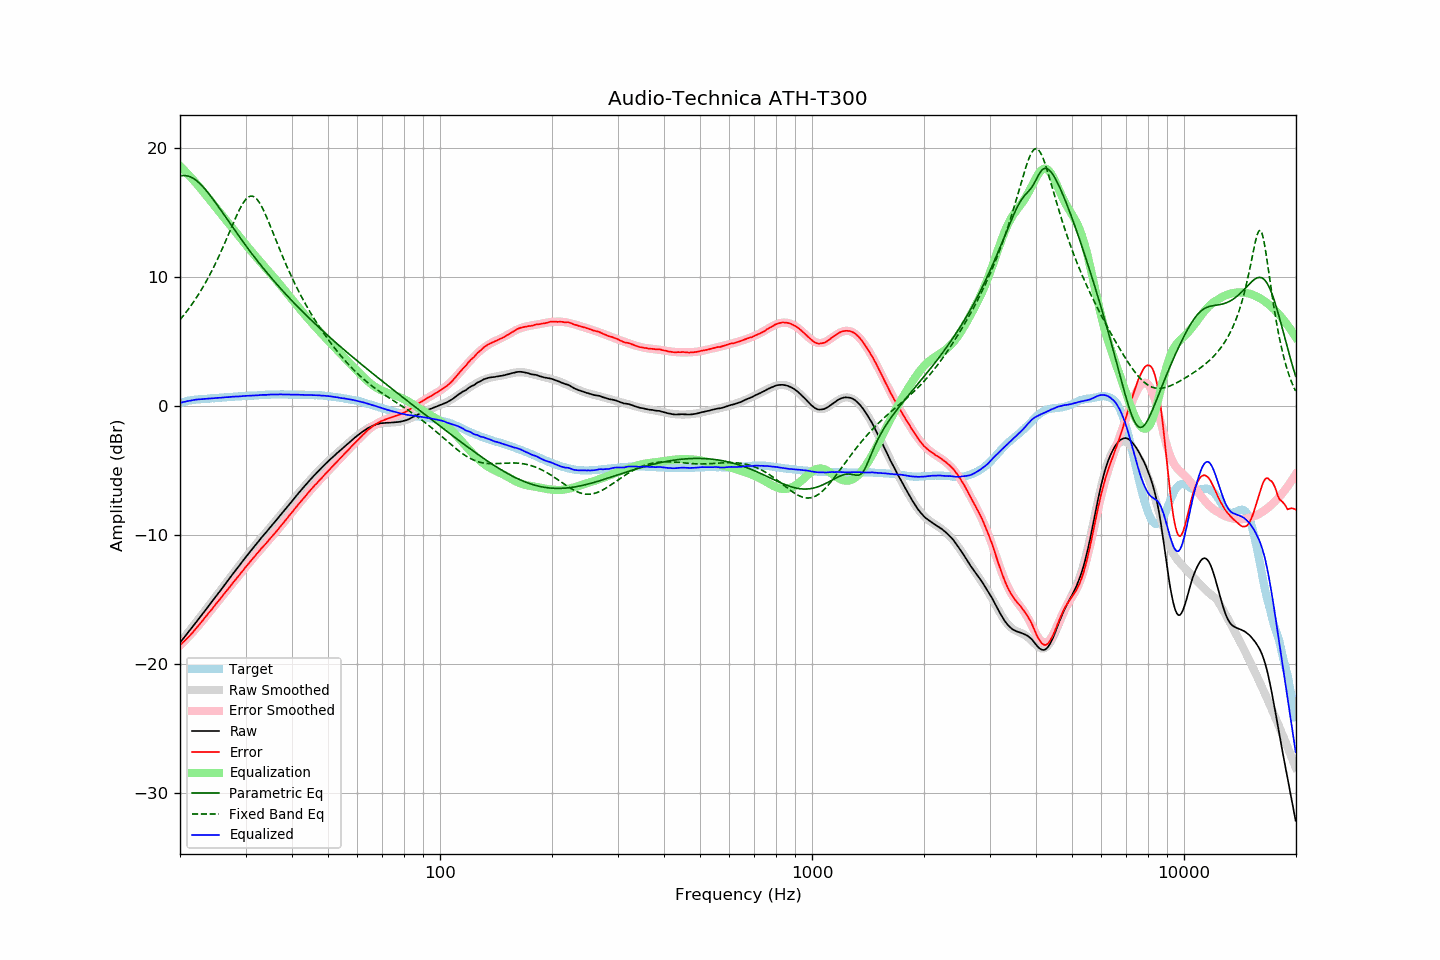 Audio-Technica ATH-T300
Amplitude (dBr)
20
10
0
−10
−20
−30
Target
Raw Smoothed
Error Smoothed
Raw
Error
Equalization
Parametric Eq
Fixed Band Eq
Equalized
100
1000
10000
Frequency (Hz)